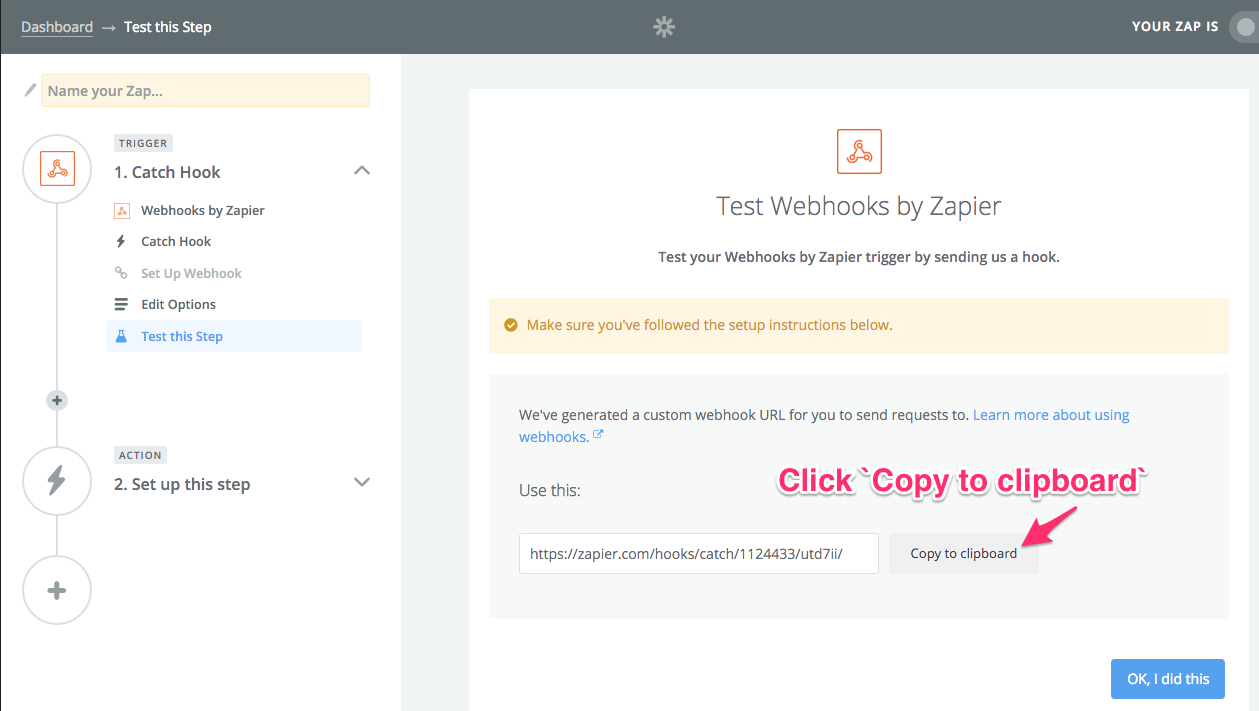 Dashboard → Test this Step
YOUR ZAP IS
Name your Zap...
TRIGGER
1. Catch Hook
Webhooks by Zapier
Catch Hook
Set Up Webhook
Edit Options
Test this Step
ACTION
2. Set up this step
Test Webhooks by Zapier
Test your Webhooks by Zapier trigger by sending us a hook.
Make sure you've followed the setup instructions below.
We've generated a custom webhook URL for you to send requests to. Learn more about using
webhooks.
Click `Copy to clipboard`
Use this:
https://zapier.com/hooks/catch/1124433/utd7ii/
Copy to clipboard
OK, I did this